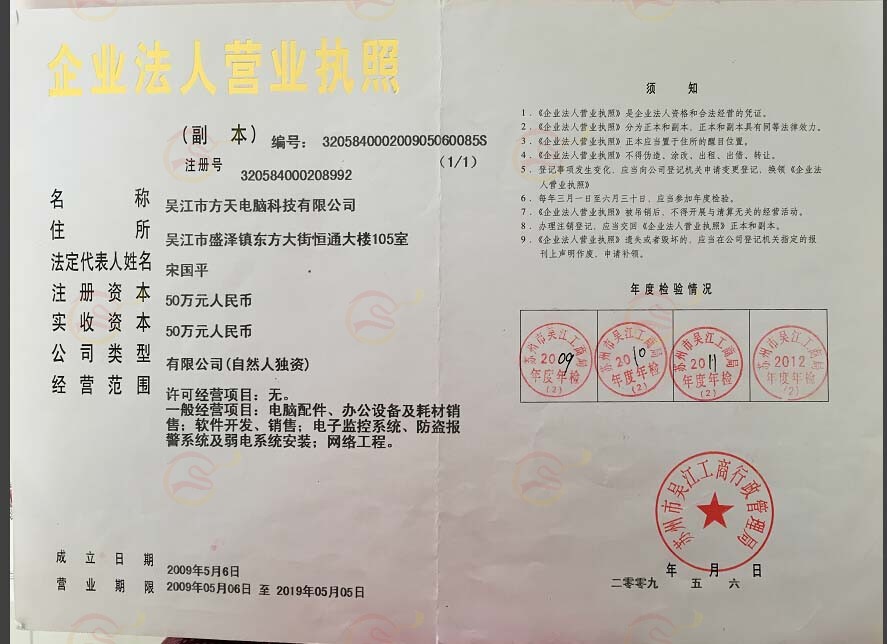 企业法人营业执照
（副 本） 编号： 320584000200905060085S
（1/1）
注册号 320584000208992
名称 吴江市方天电脑科技有限公司
住所 吴江市盛泽镇东方大街恒通大楼105室
法定代表人姓名 宋国平
注册资本 50万元人民币
实收资本 50万元人民币
公司类型 有限公司(自然人独资)
经营范围 许可经营项目：无。
一般经营项目：电脑配件、办公设备及耗材销
售；软件开发、销售；电子监控系统、防盗报
警系统及弱电系统安装；网络工程。
成立日期 2009年5月6日
营业期限 2009年05月06日 至 2019年05月05日
须 知
1．《企业法人营业执照》是企业法人资格和合法经营的凭证。
2．《企业法人营业执照》分为正本和副本，正本和副本具有同等法律效力。
3．《企业法人营业执照》正本应当置于住所的醒目位置。
4．《企业法人营业执照》不得伪造、涂改、出租、出借、转让。
5．登记事项发生变化，应当向公司登记机关申请变更登记，换领《企业法
人营业执照》
6．每年三月一日至六月三十日，应当参加年度检验。
7．《企业法人营业执照》被吊销后，不得开展与清算无关的经营活动。
8．办理注销登记，应当交回《企业法人营业执照》正本和副本。
9．《企业法人营业执照》遗失或者毁坏的，应当在公司登记机关指定的报
刊上声明作废，申请补领。
年度检验情况
苏州市吴江工商局
2009
年度年检
(2)
苏州市吴江工商局
2010
年度年检
(2)
苏州市吴江工商局
2011
年度年检
(2)
苏州市吴江工商局
2012
年度年检
(2)
苏州市吴江工商行政管理局
年 月 日
二零零九 五 六